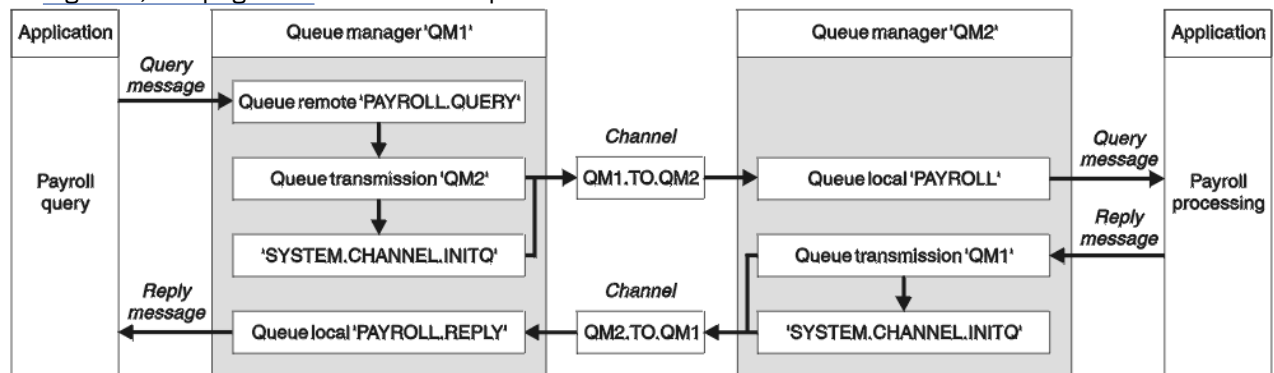 Application
Queue manager 'QM1'
Queue manager 'QM2'
Application
Query
message
Queue remote 'PAYROLL.QUERY'
Channel
Query
message
Payroll
query
Queue transmission 'QM2'
QM1.TO.QM2
Queue local 'PAYROLL'
Payroll
processing
Reply
message
'SYSTEM.CHANNEL.INITQ'
Queue transmission 'QM1'
Reply
message
Channel
Queue local 'PAYROLL.REPLY'
QM2.TO.QM1
'SYSTEM.CHANNEL.INITQ'